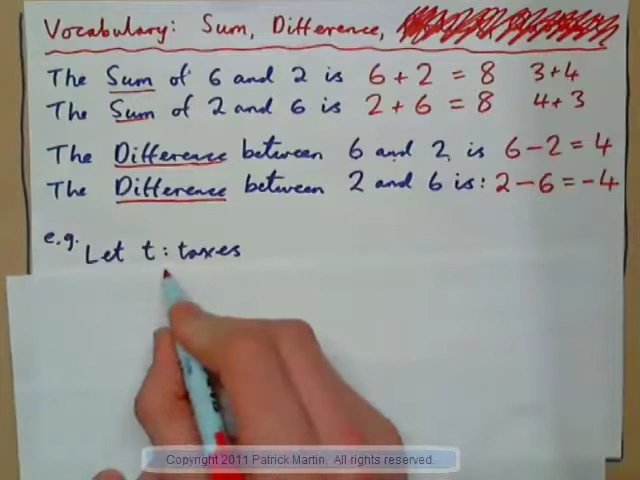 Vocabulary: Sum, Difference,
The Sum of 6 and 2 is 6 + 2 = 8 3+4
The Sum of 2 and 6 is 2 + 6 = 8 4+3
The Difference between 6 and 2, is 6 - 2 = 4
The Difference between 2 and 6 is: 2 - 6 = -4
e.g. Let t : taxes
Copyright 2011 Patrick Martin. All rights reserved.